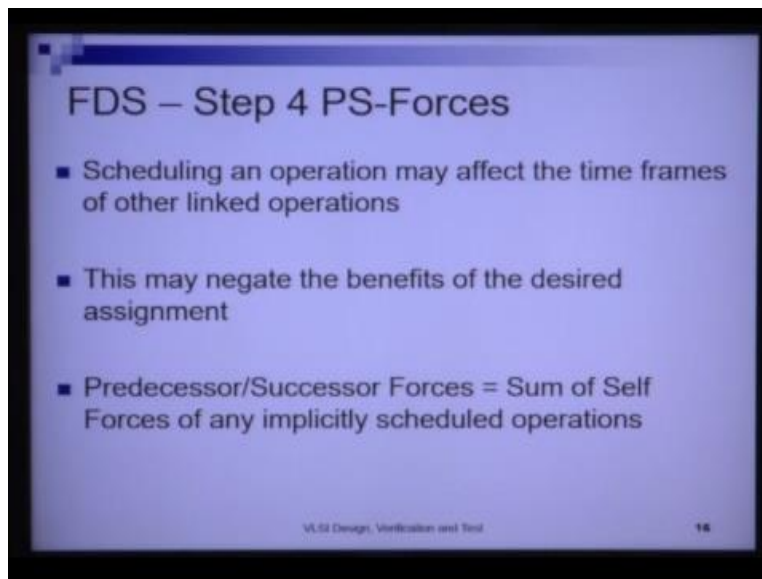 FDS – Step 4 PS-Forces
Scheduling an operation may affect the time frames
of other linked operations
This may negate the benefits of the desired
assignment
Predecessor/Successor Forces = Sum of Self
Forces of any implicitly scheduled operations
VLSI Design, Verification and Test
16